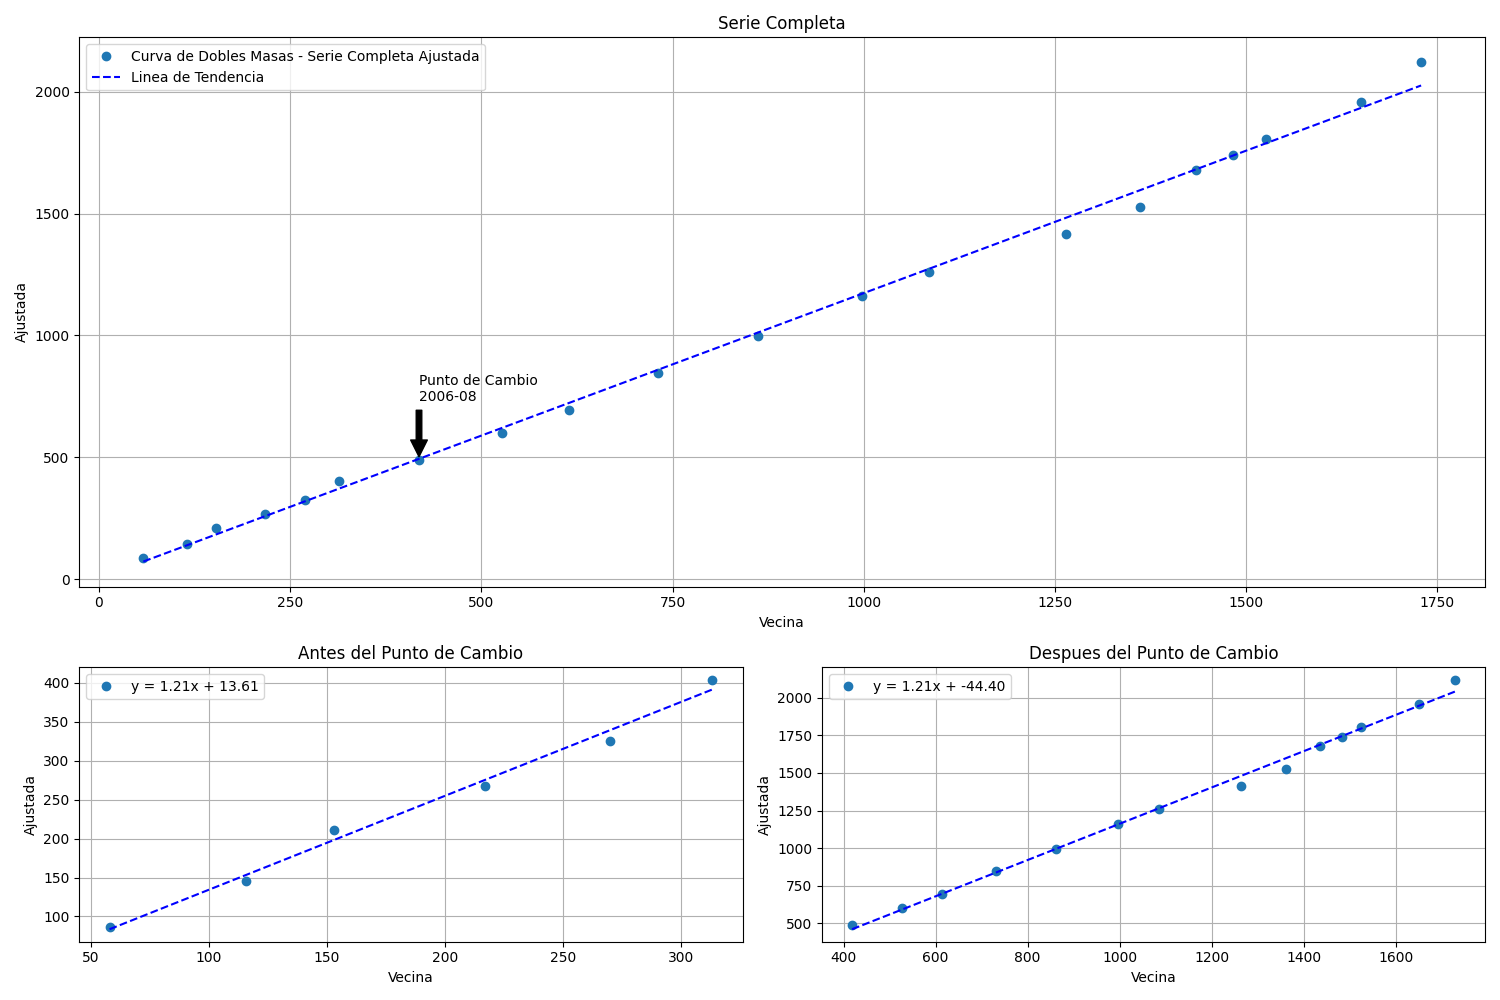 Serie Completa
Curva de Dobles Masas - Serie Completa Ajustada
Linea de Tendencia
2000
1500
1000
500
0
Ajustada
Punto de Cambio
2006-08
0 250 500 750 1000 1250 1500 1750
Vecina
Antes del Punto de Cambio
y = 1.21x + 13.61
400
350
300
250
200
150
100
Ajustada
50 100 150 200 250 300
Vecina
Despues del Punto de Cambio
y = 1.21x + -44.40
2000
1750
1500
1250
1000
750
500
Ajustada
400 600 800 1000 1200 1400 1600
Vecina